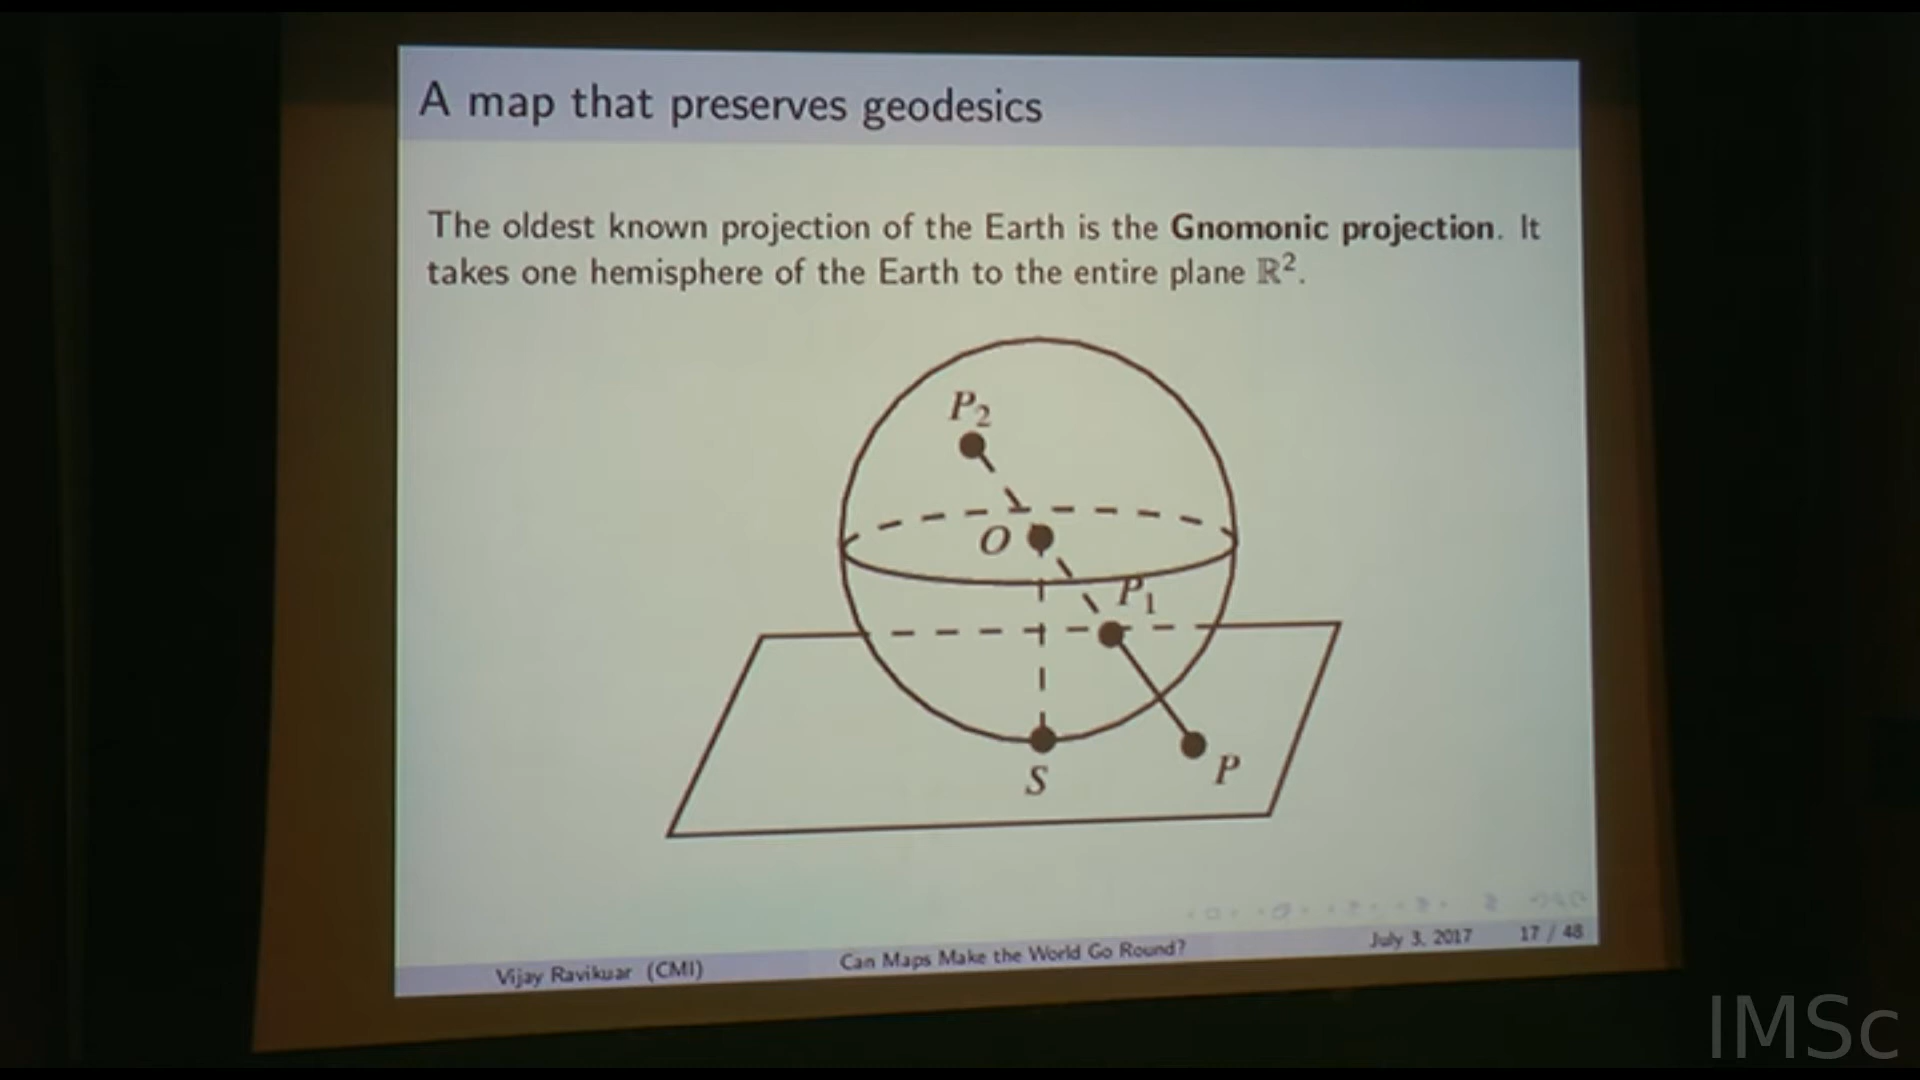 A map that preserves geodesics
The oldest known projection of the Earth is the Gnomonic projection. It
takes one hemisphere of the Earth to the entire plane ℝ².
P₂
O
P₁
S
P
Vijay Ravikuar (CMI)
Can Maps Make the World Go Round?
July 3, 2017
17 / 48
IMSc